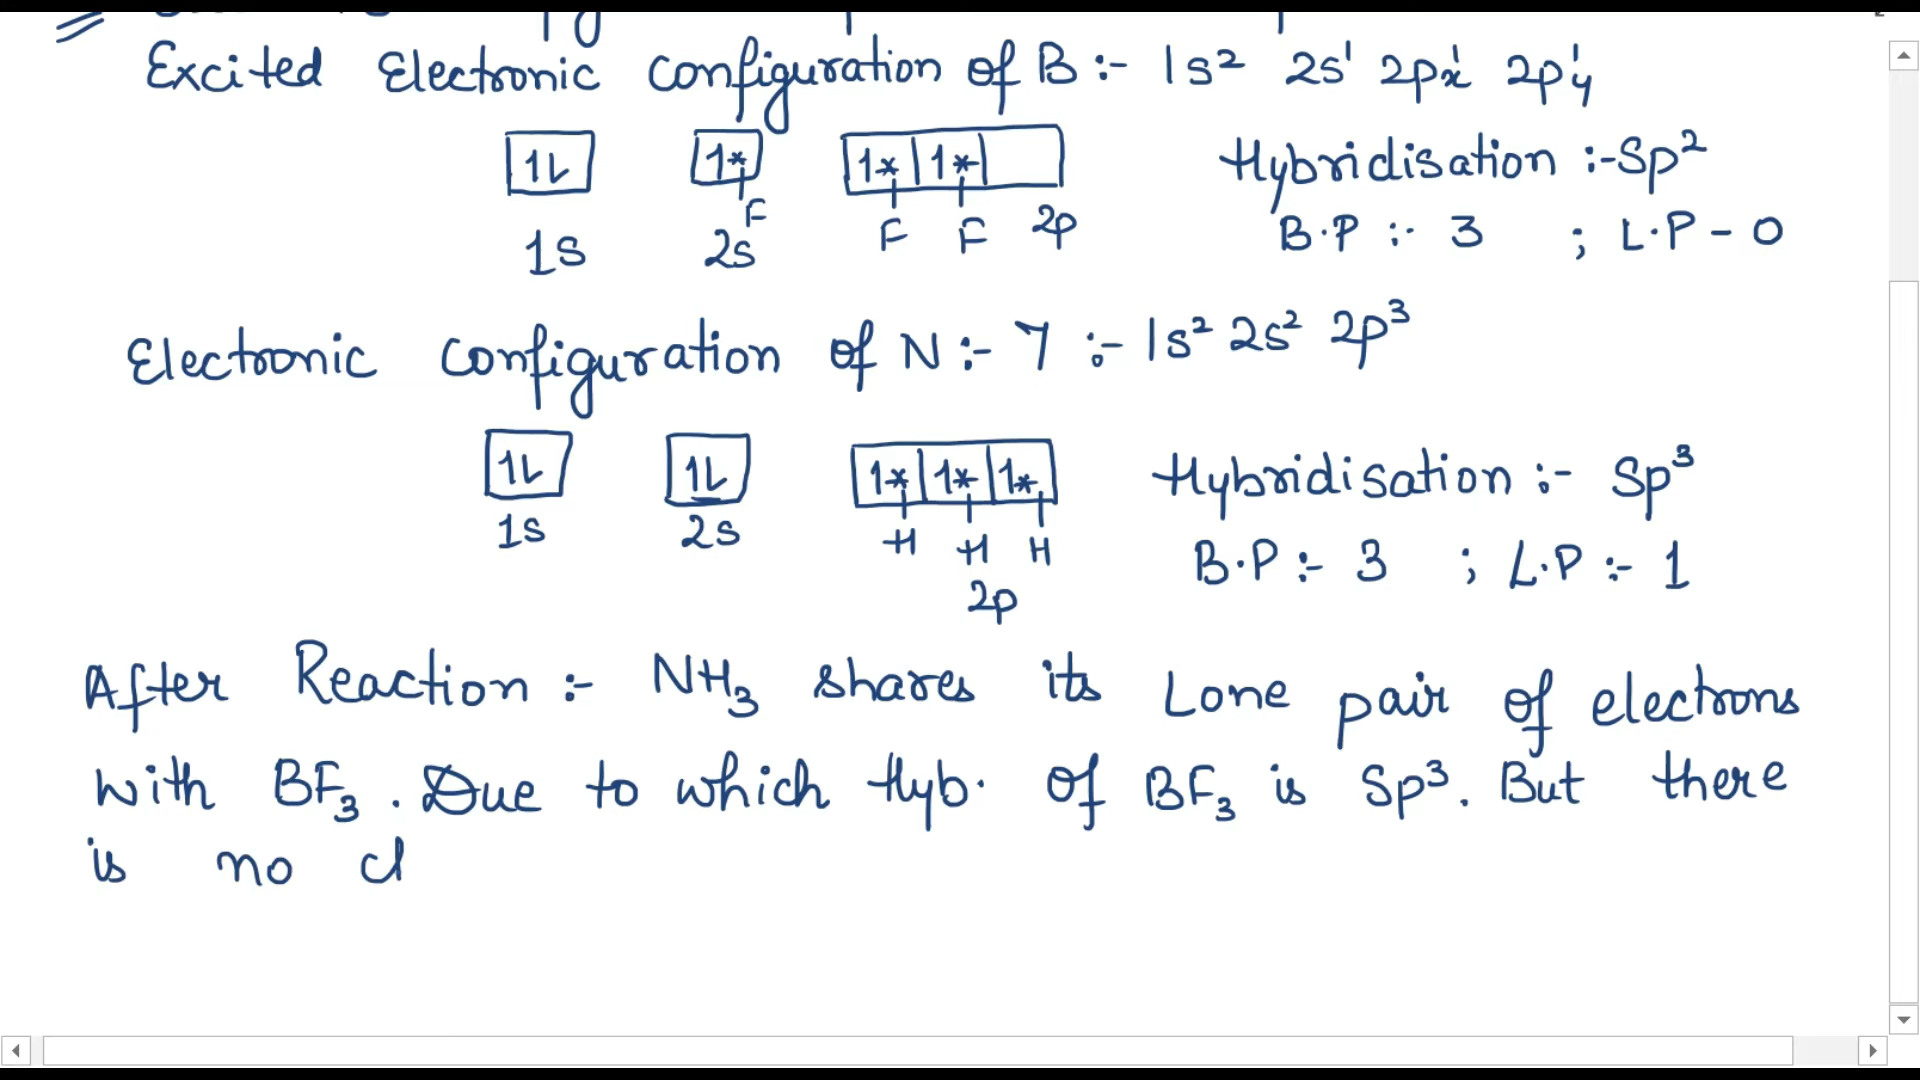 Excited Electronic configuration of B :- 1s² 2s¹ 2px¹ 2py¹
1L 1* 1* 1* Hybridisation :- Sp²
F F F 2p B.P :- 3 ; L.P - 0
1s 2s
Electronic configuration of N :- 7 :- 1s² 2s² 2p³
1L 1L 1* 1* 1* Hybridisation :- Sp³
1s 2s H H H B.P :- 3 ; L.P :- 1
2p
After Reaction :- NH₃ shares its Lone pair of electrons
with BF₃. Due to which Hyb. of BF₃ is Sp³. But there
is no